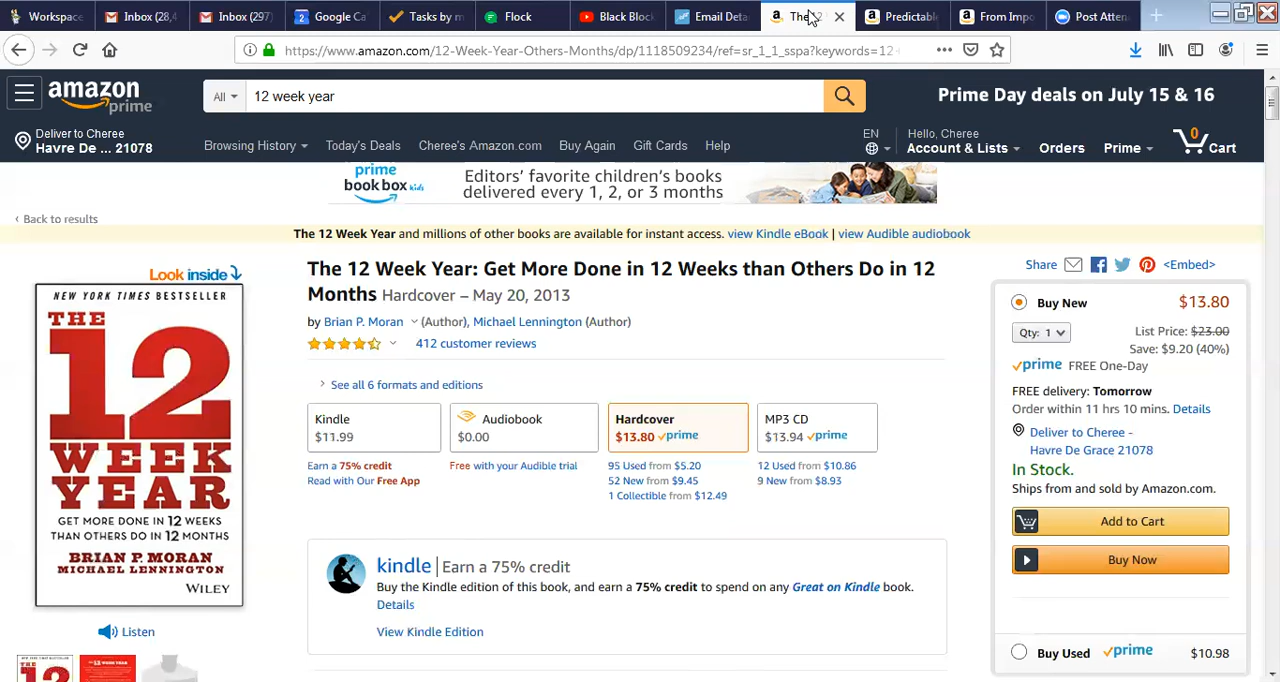 Workspace
Inbox (28,4
Inbox (297)
Google Ca
Tasks by m
Flock
Black Bloc
Email Deta
The 12
Predictabl
From Impo
Post Atten
https://www.amazon.com/12-Week-Year-Others-Months/dp/1118509234/ref=sr_1_1_sspa?keywords=12+
amazon
prime
All
12 week year
Prime Day deals on July 15 & 16
Deliver to Cheree
Havre De ... 21078
Browsing History
Today's Deals
Cheree's Amazon.com
Buy Again
Gift Cards
Help
EN
Hello, Cheree
Account & Lists
Orders
Prime
0
Cart
prime
book box kids
Editors' favorite children's books
delivered every 1, 2, or 3 months
‹ Back to results
The 12 Week Year and millions of other books are available for instant access. view Kindle eBook | view Audible audiobook
Look inside
NEW YORK TIMES BESTSELLER
THE
12
WEEK
YEAR
GET MORE DONE IN 12 WEEKS
THAN OTHERS DO IN 12 MONTHS
BRIAN P. MORAN
MICHAEL LENNINGTON
WILEY
Listen
The 12 Week Year: Get More Done in 12 Weeks than Others Do in 12
Months Hardcover – May 20, 2013
by Brian P. Moran (Author), Michael Lennington (Author)
412 customer reviews
See all 6 formats and editions
Kindle
$11.99
Audiobook
$0.00
Hardcover
$13.80 prime
MP3 CD
$13.94 prime
Earn a 75% credit
Read with Our Free App
Free with your Audible trial
95 Used from $5.20
52 New from $9.45
1 Collectible from $12.49
12 Used from $10.86
9 New from $8.93
kindle | Earn a 75% credit
Buy the Kindle edition of this book, and earn a 75% credit to spend on any Great on Kindle book.
Details
View Kindle Edition
Share
<Embed>
Buy New
$13.80
Qty: 1
List Price: $23.00
Save: $9.20 (40%)
prime FREE One-Day
FREE delivery: Tomorrow
Order within 11 hrs 10 mins. Details
Deliver to Cheree -
Havre De Grace 21078
In Stock.
Ships from and sold by Amazon.com.
Add to Cart
Buy Now
Buy Used
prime
$10.98